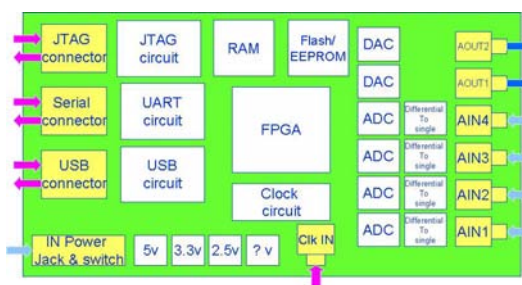 JTAG
connector
JTAG
circuit
RAM
Flash/
EEPROM
DAC
AOUT2
DAC
AOUT1
Serial
connector
UART
circuit
FPGA
ADC
Differential
To
single
AIN4
ADC
Differential
To
single
AIN3
USB
connector
USB
circuit
ADC
Differential
To
single
AIN2
Clock
circuit
ADC
Differential
To
single
AIN1
IN Power
Jack & switch
5v
3.3v
2.5v
? v
Clk IN